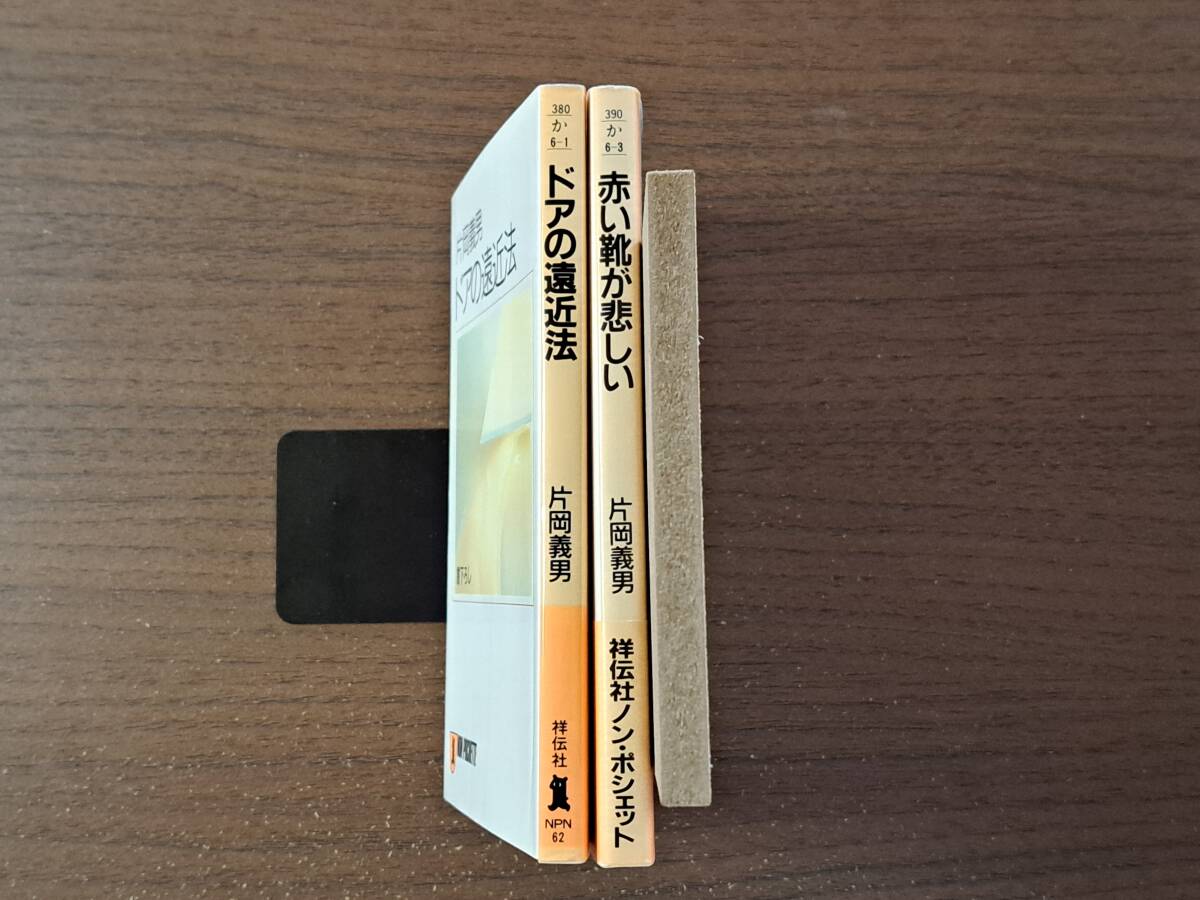 片岡義男
ドアの遠近法
書下ろし
NON POCHETTE
380
か
6-1
ドアの遠近法
片岡義男
祥伝社
NPN
62
390
か
6-3
赤い靴が悲しい
片岡義男
祥伝社ノン・ポシェット